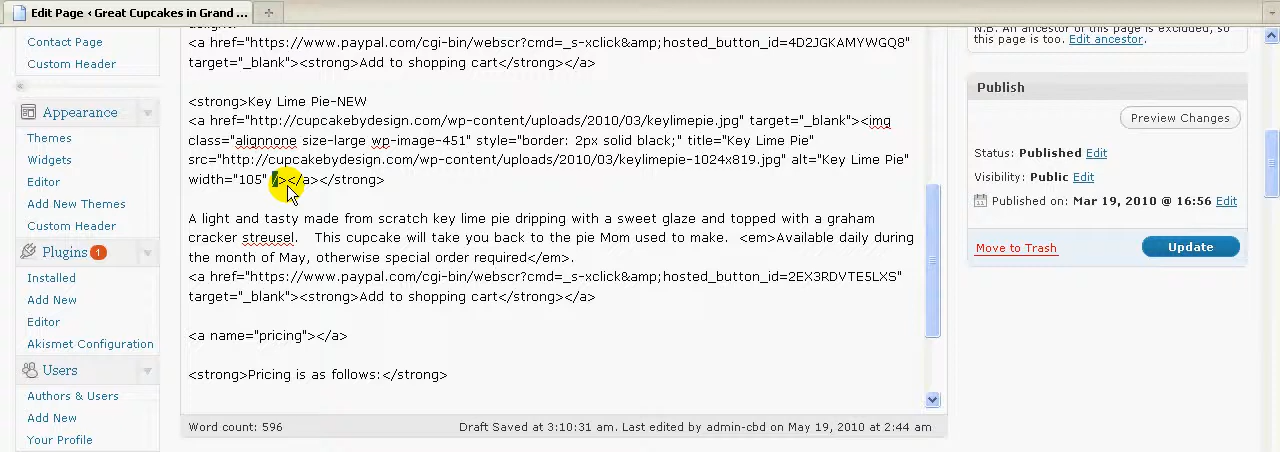 Edit Page ‹ Great Cupcakes in Grand ...
Contact Page
Custom Header
Appearance
Themes
Widgets
Editor
Add New Themes
Custom Header
Plugins 1
Installed
Add New
Editor
Akismet Configuration
Users
Authors & Users
Add New
Your Profile
<a href="https://www.paypal.com/cgi-bin/webscr?cmd=_s-xclick&amp;hosted_button_id=4D2JGKAMYWGQ8"
target="_blank"><strong>Add to shopping cart</strong></a>
<strong>Key Lime Pie-NEW
<a href="http://cupcakebydesign.com/wp-content/uploads/2010/03/keylimepie.jpg" target="_blank"><img
class="alignnone size-large wp-image-451" style="border: 2px solid black;" title="Key Lime Pie"
src="http://cupcakebydesign.com/wp-content/uploads/2010/03/keylimepie-1024x819.jpg" alt="Key Lime Pie"
width="105" /></a></strong>
A light and tasty made from scratch key lime pie dripping with a sweet glaze and topped with a graham
cracker streusel. This cupcake will take you back to the pie Mom used to make. <em>Available daily during
the month of May, otherwise special order need</em>.
<a href="https://www.paypal.com/cgi-bin/webscr?cmd=_s-xclick&amp;hosted_button_id=2EX3RDVTE5LXS"
target="_blank"><strong>Add to shopping cart</strong></a>
<a name="pricing"></a>
<strong>Pricing is as follows:</strong>
Word count: 596
Draft Saved at 3:10:31 am. Last edited by admin-cbd on May 19, 2010 at 2:44 am
N.B. An ancestor of this page is excluded, so
this page is too. Edit ancestor.
Publish
Preview Changes
Status: Published Edit
Visibility: Public Edit
Published on: Mar 19, 2010 @ 16:56 Edit
Move to Trash
Update